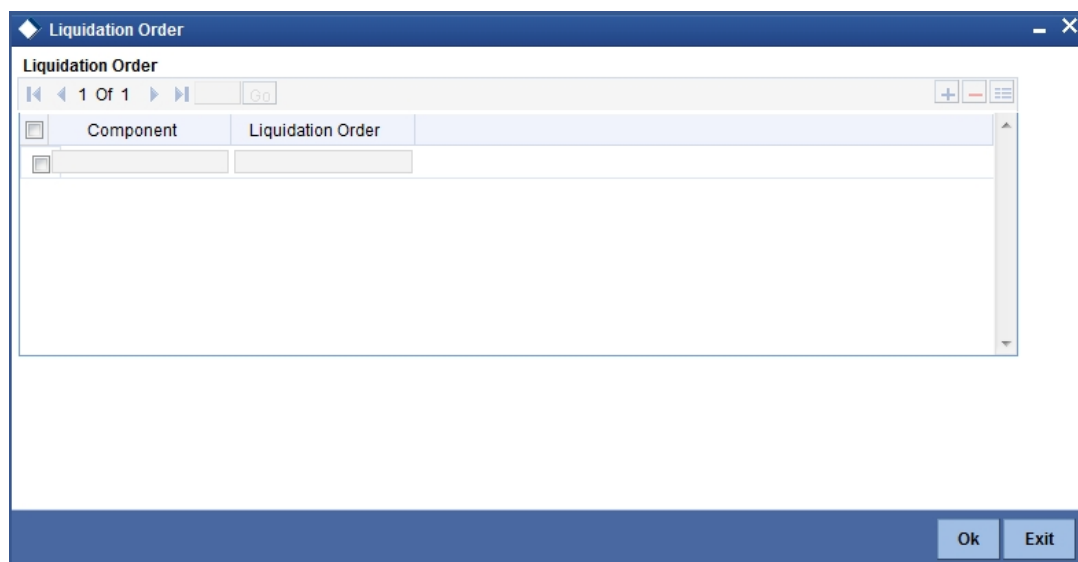 Liquidation Order
Liquidation Order
1 Of 1 Go
Component Liquidation Order
Ok Exit